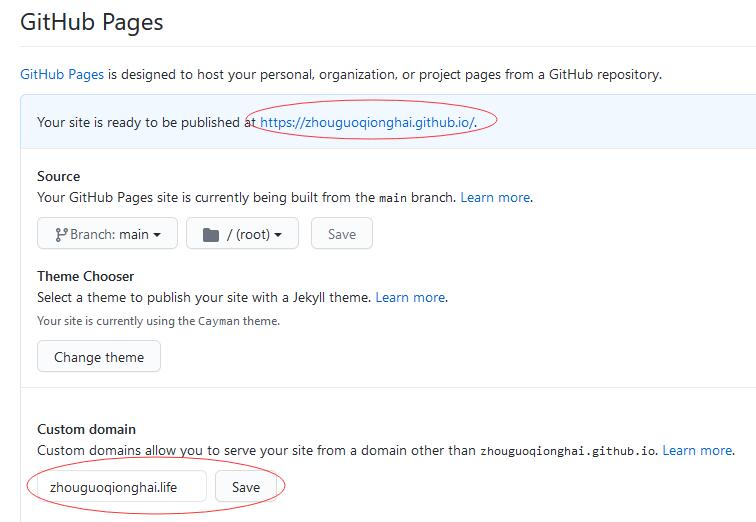 GitHub Pages
GitHub Pages is designed to host your personal, organization, or project pages from a GitHub repository.
Your site is ready to be published at https://zhouguoqionghai.github.io/.
Source
Your GitHub Pages site is currently being built from the main branch. Learn more.
Branch: main / (root) Save
Theme Chooser
Select a theme to publish your site with a Jekyll theme. Learn more.
Your site is currently using the Cayman theme.
Change theme
Custom domain
Custom domains allow you to serve your site from a domain other than zhouguoqionghai.github.io. Learn more.
zhouguoqionghai.life Save